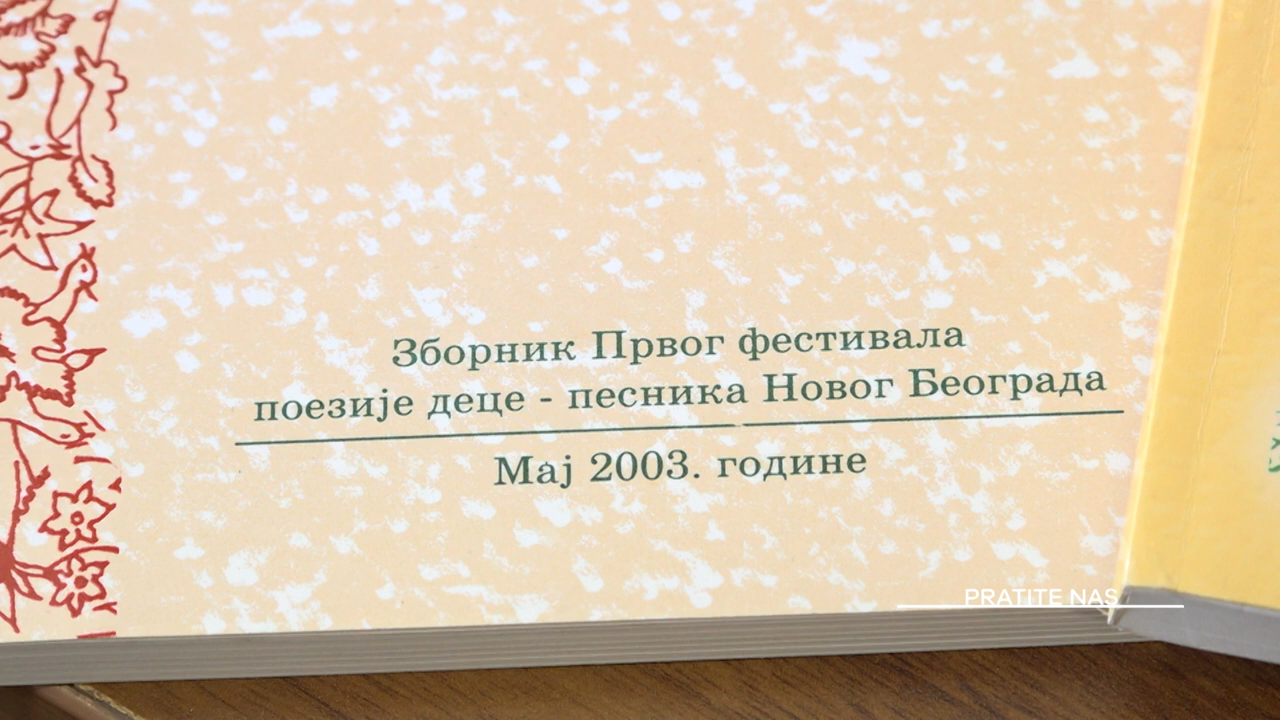 Зборник Првог фестивала
поезије деце - песника Новог Београда
Мај 2003. године
PRATITE NAS